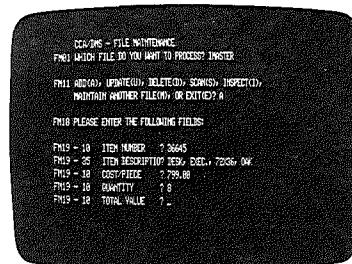 CCA/DMS - FILE MAINTENANCE
FM01 WHICH FILE DO YOU WANT TO PROCESS? IMASTER
FM11 ADD(A), UPDATE(U), DELETE(D), SCAN(S), INSPECT(I),
MAINTAIN ANOTHER FILE(M), OR EXIT(E)? A
FM18 PLEASE ENTER THE FOLLOWING FIELDS:
FM19 - 10 ITEM NUMBER ? 36645
FM19 - 35 ITEM DESCRIPTIO? DESK, EXEC., 72X36, OAK
FM19 - 10 COST/PIECE ? 799.00
FM19 - 10 QUANTITY ? 8
FM19 - 10 TOTAL VALUE ? _